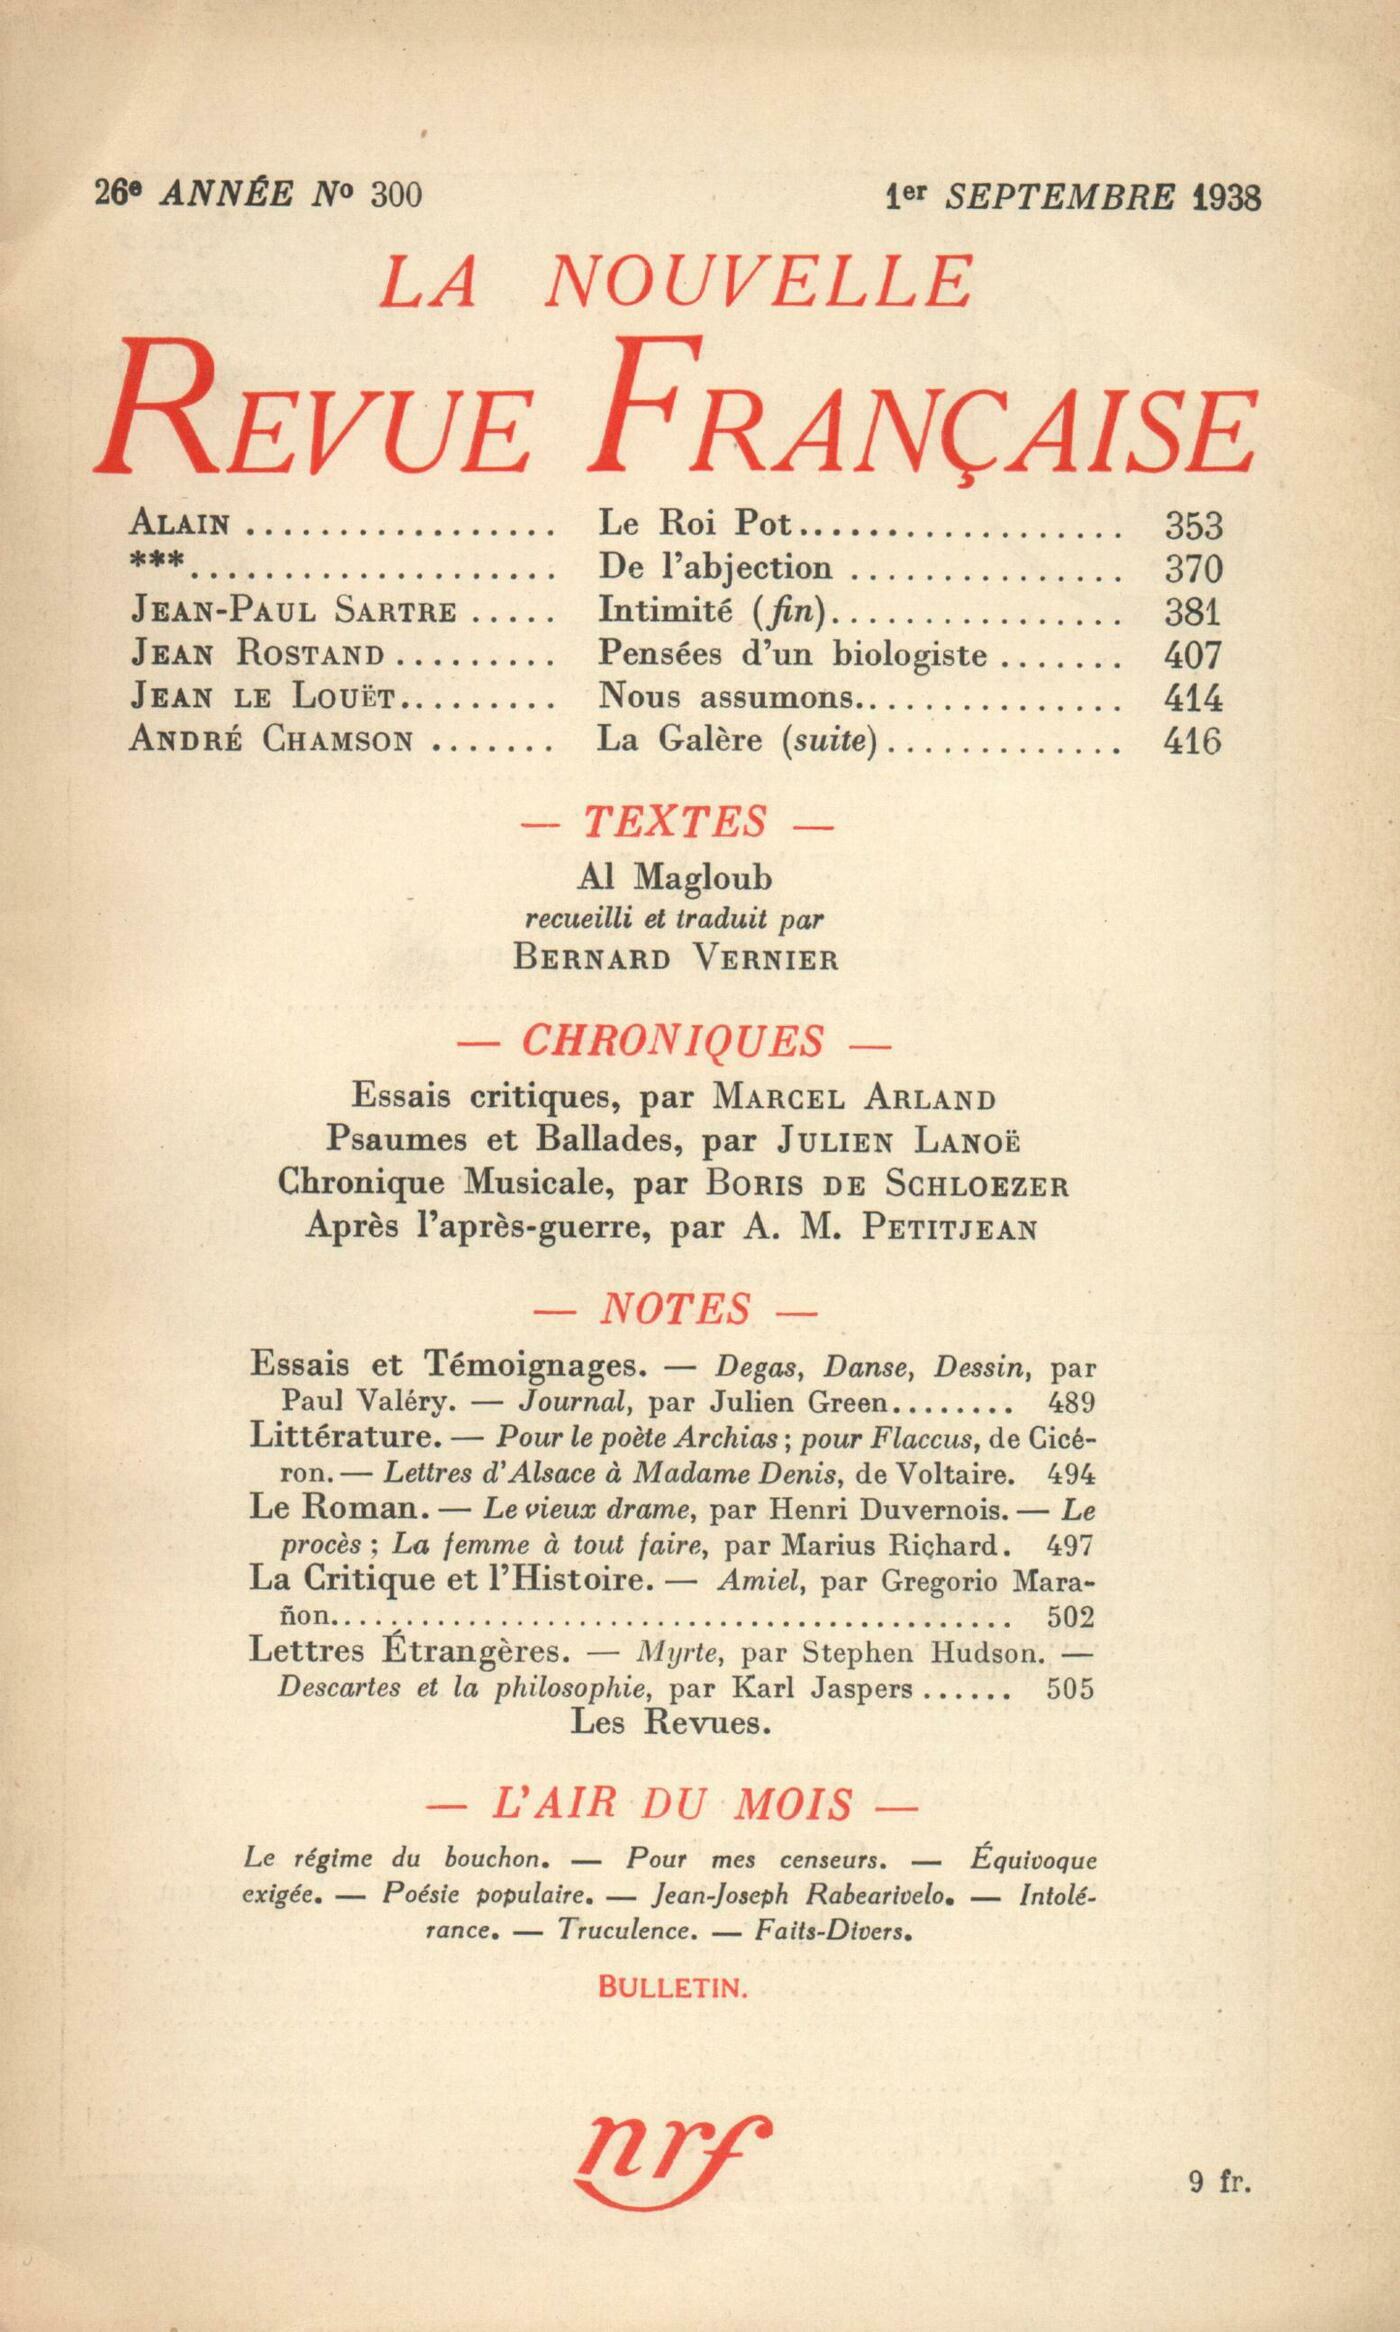 26e ANNÉE No 300
1er SEPTEMBRE 1938
LA NOUVELLE
REVUE FRANÇAISE
ALAIN ................. Le Roi Pot.................. 353
***.................... De l'abjection ............... 370
JEAN-PAUL SARTRE ..... Intimité (fin)................ 381
JEAN ROSTAND ......... Pensées d'un biologiste ....... 407
JEAN LE LOUËT......... Nous assumons............... 414
ANDRÉ CHAMSON ....... La Galère (suite)............. 416
— TEXTES —
Al Magloub
recueilli et traduit par
BERNARD VERNIER
— CHRONIQUES —
Essais critiques, par MARCEL ARLAND
Psaumes et Ballades, par JULIEN LANOË
Chronique Musicale, par BORIS DE SCHLOEZER
Après l'après-guerre, par A. M. PETITJEAN
— NOTES —
Essais et Témoignages. — Degas, Danse, Dessin, par
Paul Valéry. — Journal, par Julien Green........ 489
Littérature. — Pour le poète Archias ; pour Flaccus, de Cicé-
ron. — Lettres d'Alsace à Madame Denis, de Voltaire. 494
Le Roman. — Le vieux drame, par Henri Duvernois. — Le
procès ; La femme à tout faire, par Marius Richard. 497
La Critique et l'Histoire. — Amiel, par Gregorio Mara-
ñon.......................................... 502
Lettres Étrangères. — Myrte, par Stephen Hudson. —
Descartes et la philosophie, par Karl Jaspers ...... 505
Les Revues.
— L'AIR DU MOIS —
Le régime du bouchon. — Pour mes censeurs. — Équivoque
exigée. — Poésie populaire. — Jean-Joseph Rabearivelo. — Intolé-
rance. — Truculence. — Faits-Divers.
BULLETIN.
nrf
9 fr.